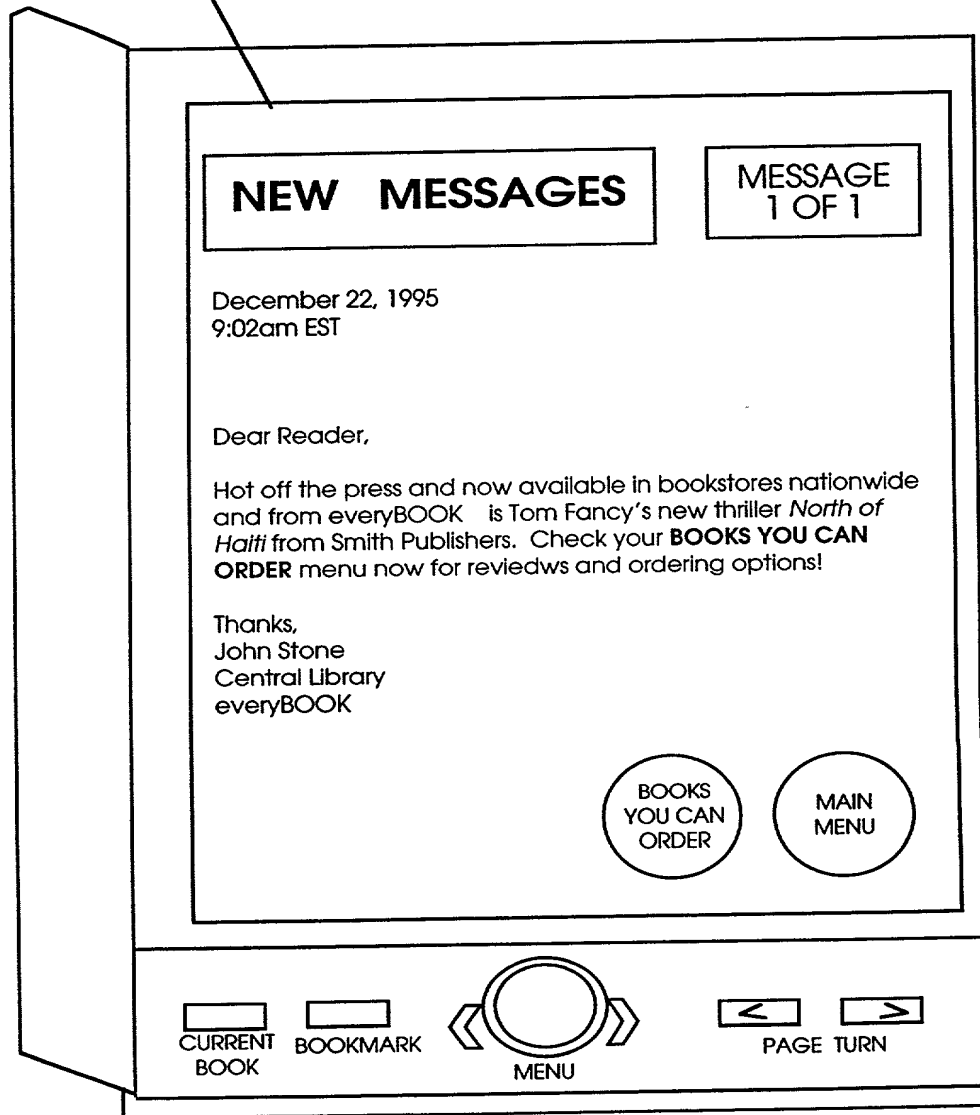 NEW MESSAGES
MESSAGE
1 OF 1
December 22, 1995
9:02am EST
Dear Reader,
Hot off the press and now available in bookstores nationwide
and from everyBOOK is Tom Fancy's new thriller North of
Haiti from Smith Publishers. Check your BOOKS YOU CAN
ORDER menu now for reviedws and ordering options!
Thanks,
John Stone
Central Library
everyBOOK
BOOKS
YOU CAN
ORDER
MAIN
MENU
CURRENT
BOOK
BOOKMARK
MENU
< >
PAGE TURN